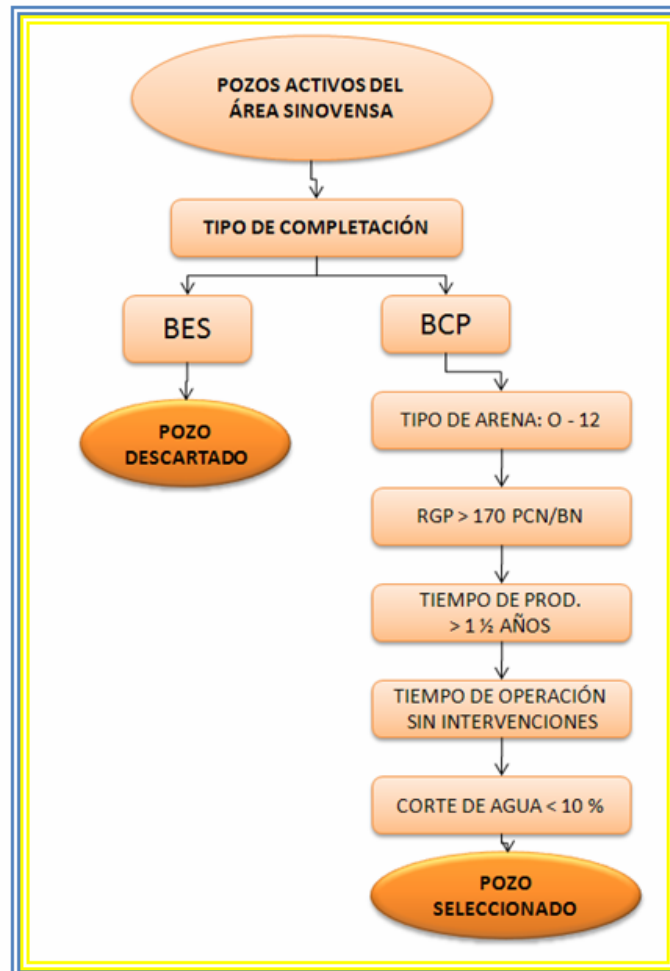 POZOS ACTIVOS DEL
ÁREA SINOVENSA
TIPO DE COMPLETACIÓN
BES
BCP
POZO
DESCARTADO
TIPO DE ARENA: O - 12
RGP > 170 PCN/BN
TIEMPO DE PROD.
> 1 ½ AÑOS
TIEMPO DE OPERACIÓN
SIN INTERVENCIONES
CORTE DE AGUA < 10 %
POZO
SELECCIONADO